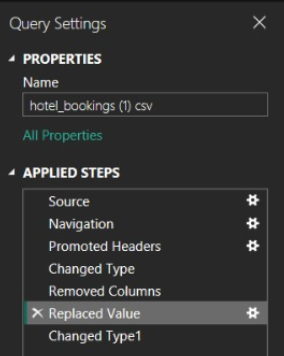 Query Settings
PROPERTIES
Name
hotel_bookings (1) csv
All Properties
APPLIED STEPS
Source
Navigation
Promoted Headers
Changed Type
Removed Columns
Replaced Value
Changed Type1